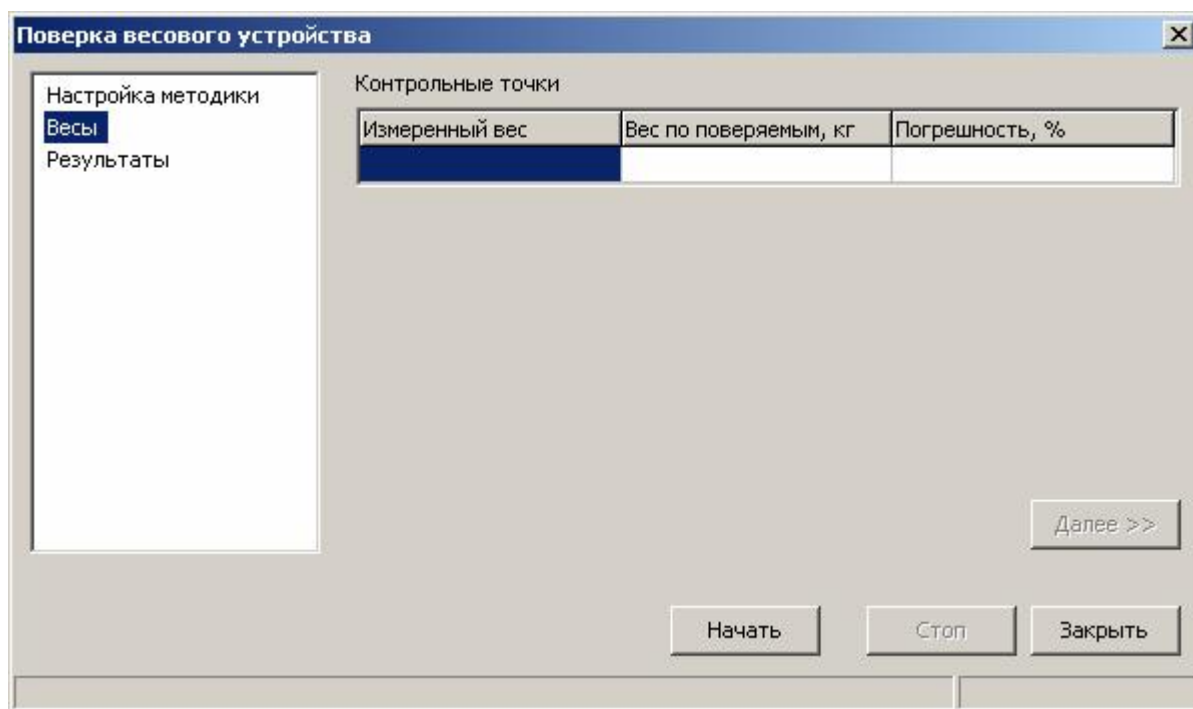 Поверка весового устройства
Настройка методики
Весы
Результаты
Контрольные точки
Измеренный вес Вес по поверяемым, кг Погрешность, %
Далее >>
Начать Стоп Закрыть